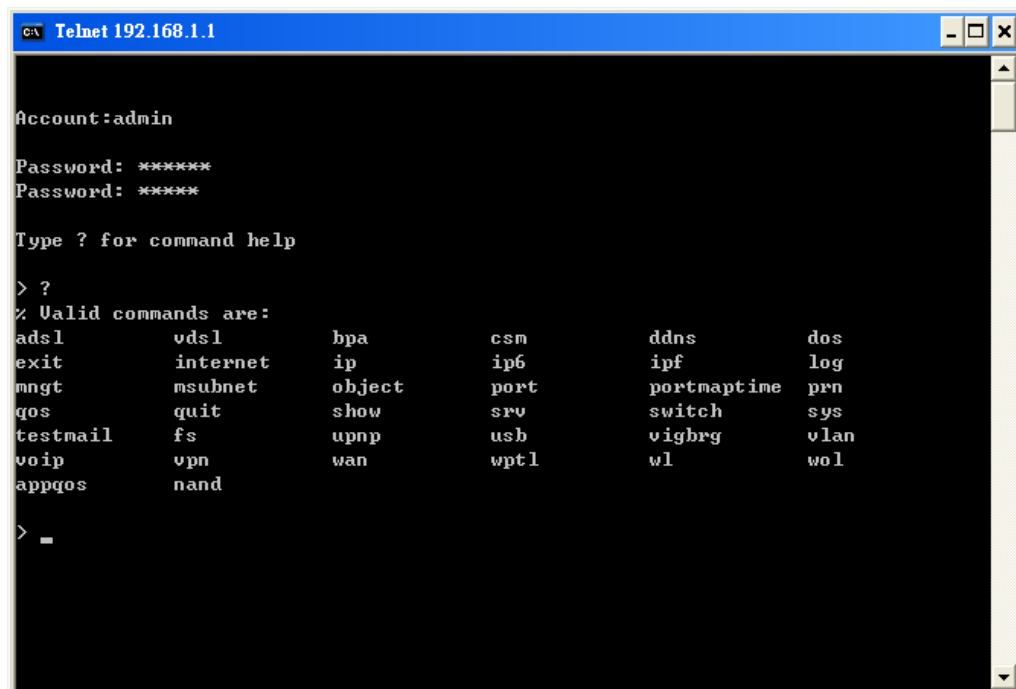 Telnet 192.168.1.1
Account:admin
Password: ******
Password: *****
Type ? for command help
> ?
% Valid commands are:
adsl vdsl bpa csm ddns dos
exit internet ip ip6 ipf log
mngt msubnet object port portmaptime prn
qos quit show srv switch sys
testmail fs upnp usb vigbrg vlan
voip vpn wan wptl wl wol
appqos nand
> _